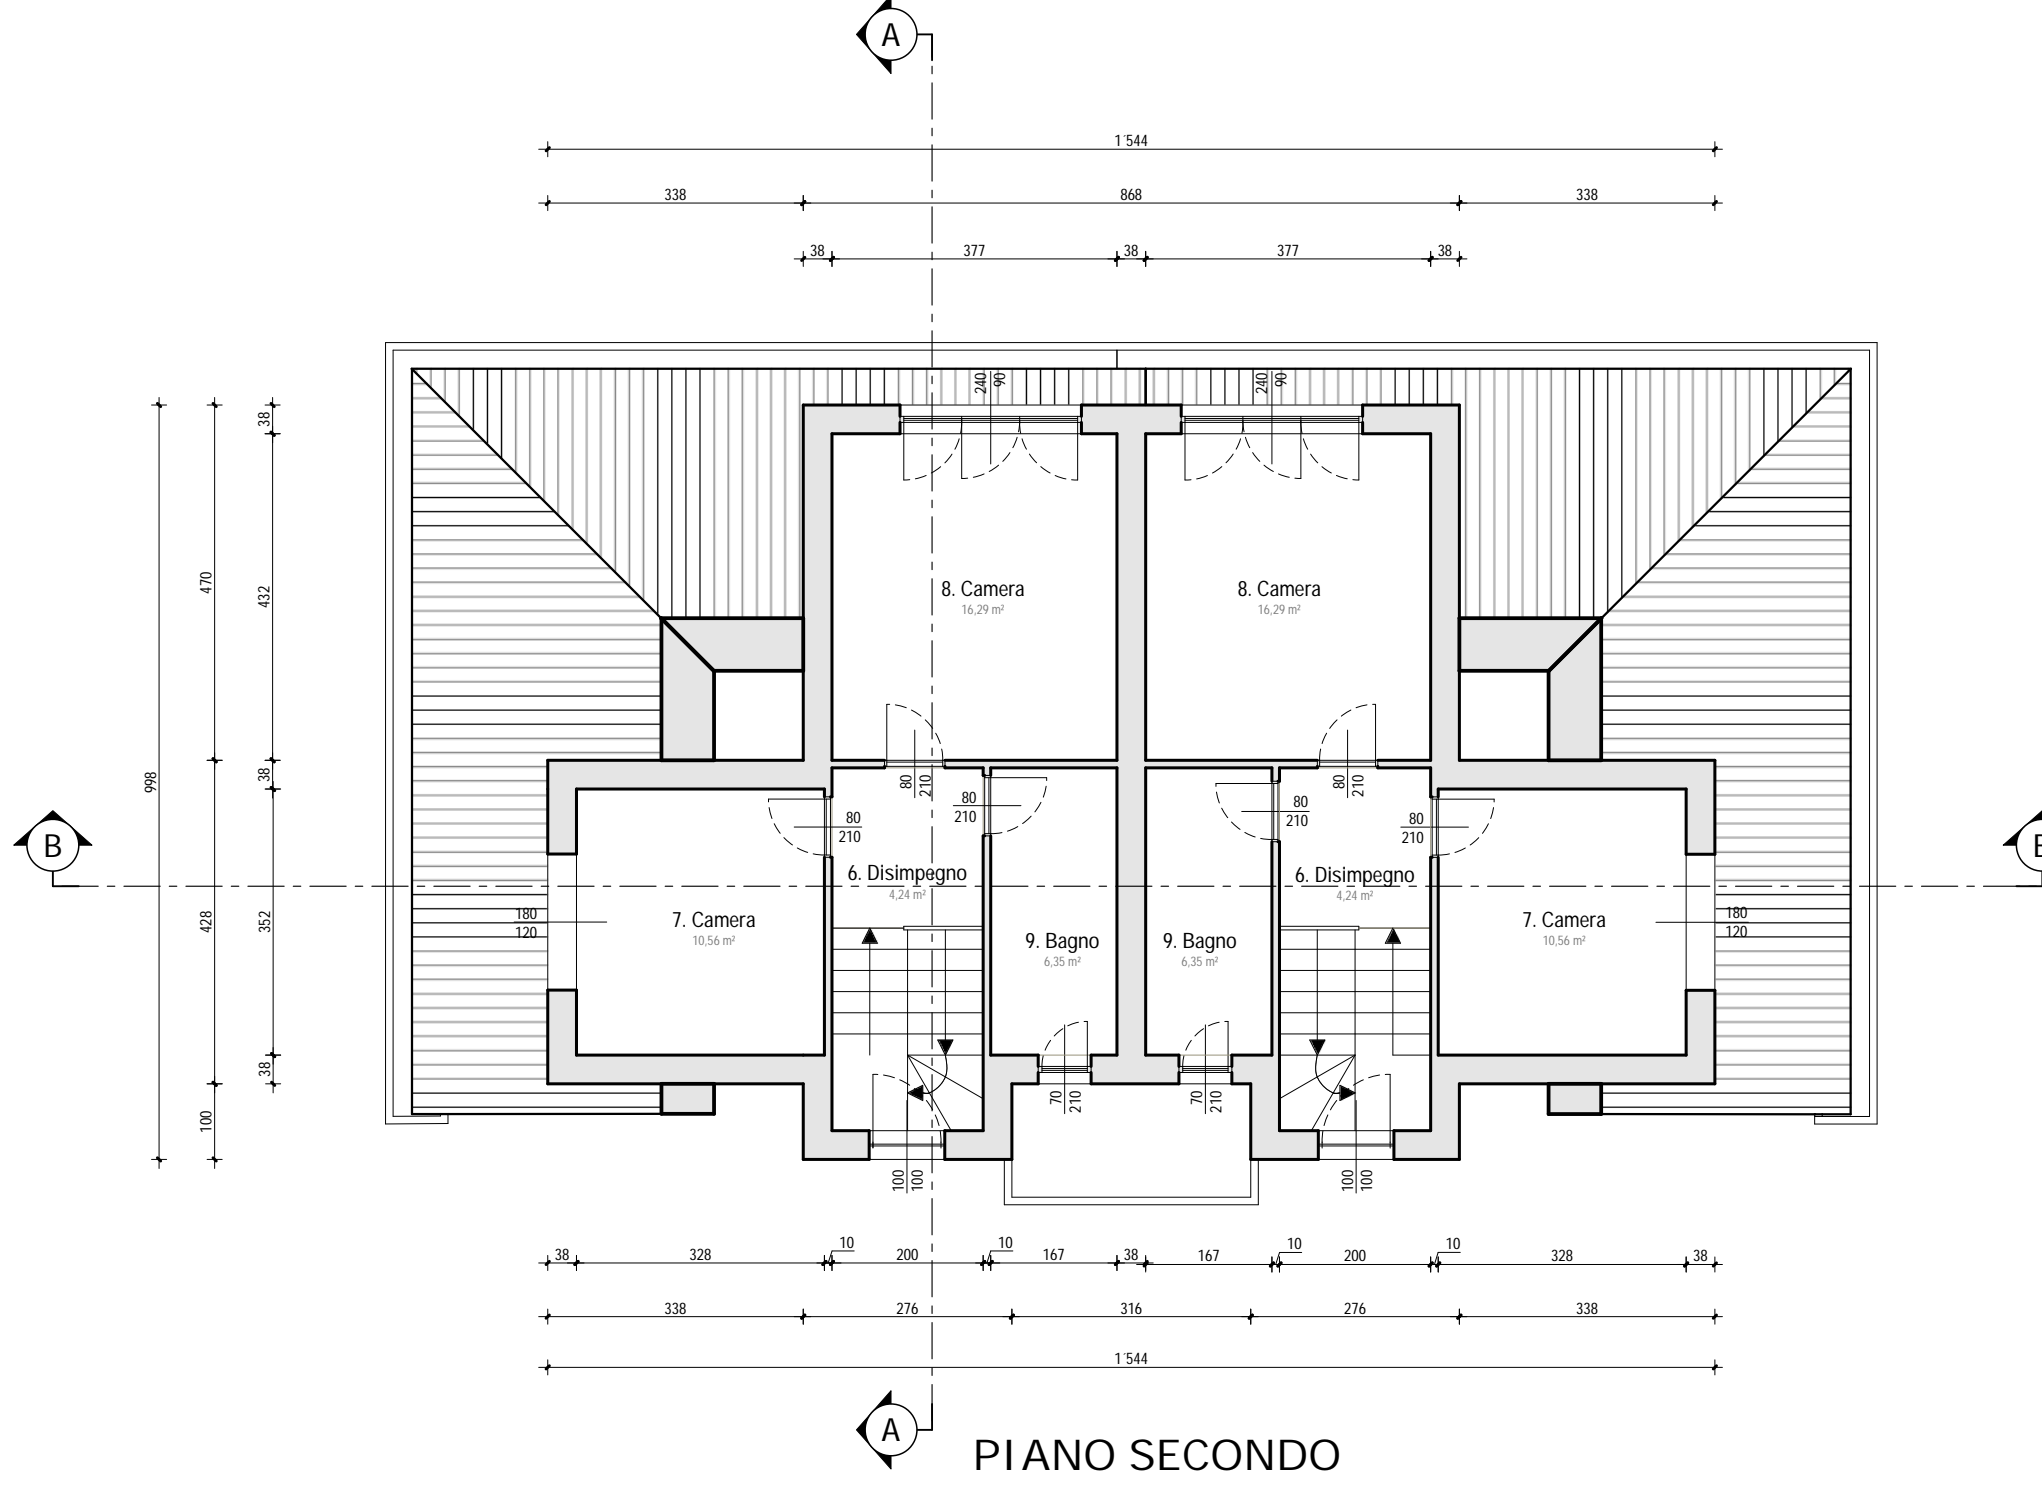 A
1´544
338 868 338
38 377 38 377 38
240
90
240
90
38
470
432
998
38
428
352
38
100
8. Camera
16,29 m²
8. Camera
16,29 m²
80
210
80
210
80
210
80
210
80
210
80
210
B
B
6. Disimpegno
4,24 m²
6. Disimpegno
4,24 m²
180
120
7. Camera
10,56 m²
7. Camera
10,56 m²
180
120
9. Bagno
6,35 m²
9. Bagno
6,35 m²
70
210
70
210
100
100
100
100
38 328 10 200 10 167 38 167 10 200 10 328 38
338 276 316 276 338
1´544
A
PIANO SECONDO